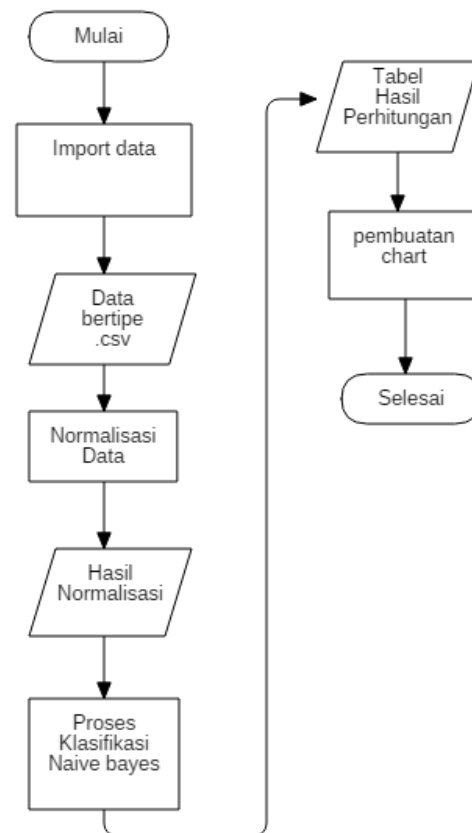 Mulai
Import data
Data
bertipe
.csv
Normalisasi
Data
Hasil
Normalisasi
Proses
Klasifikasi
Naive bayes
Tabel
Hasil
Perhitungan
pembuatan
chart
Selesai